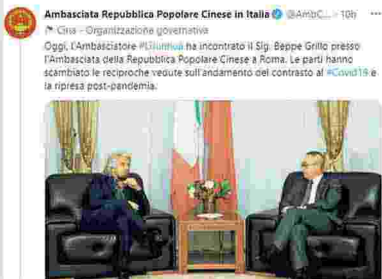 Ambasciata Repubblica Popolare Cinese in Italia @AmbC... · 10h
Cina - Organizzazione governativa
Oggi, l'Ambasciatore #LiJunhua ha incontrato il Sig. Beppe Grillo presso
l'Ambasciata della Repubblica Popolare Cinese a Roma. Le parti hanno
scambiato le reciproche vedute sull'andamento del contrasto al #Covid19 e
la ripresa post-pandemia.